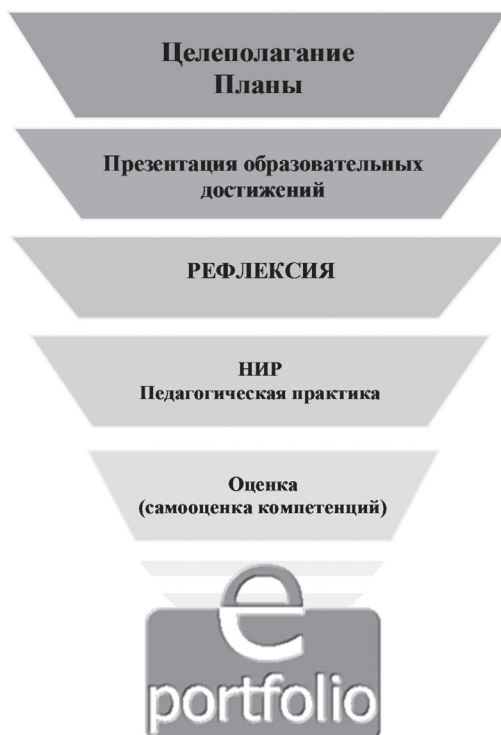 Целеполагание
Планы
Презентация образовательных
достижений
РЕФЛЕКСИЯ
НИР
Педагогическая практика
Оценка
(самооценка компетенций)
e
portfolio